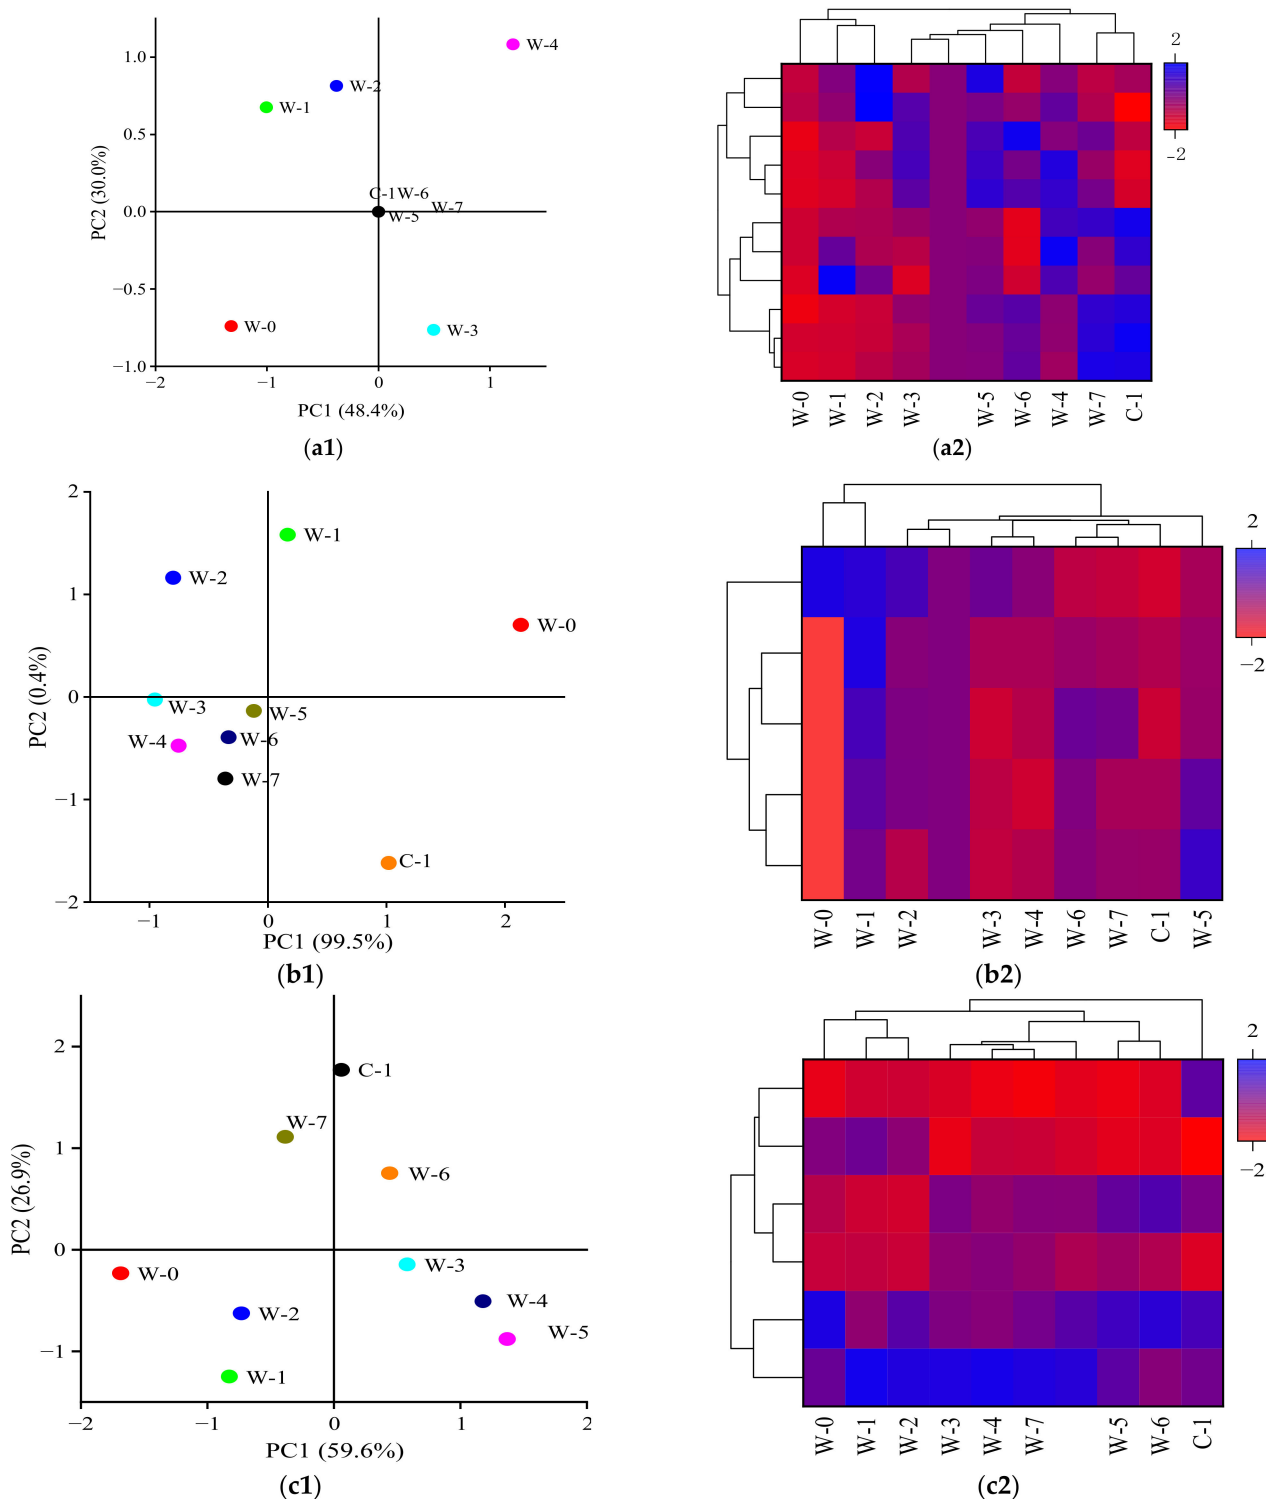 W-4
2
1.0
W-2
W-1
0.5
−2
PC2 (30.0%)
C-1W-6
W-7
0.0
W-5
−0.5
W-0
W-3
−1.0
−2
−1
0
1
PC1 (48.4%)
W-0
W-1
W-2
W-3
W-5
W-6
W-4
W-7
C-1
(a1)
(a2)
2
W-1
2
W-2
1
W-0
PC2 (0.4%)
0
W-3
W-5
W-4
W-6
−2
W-7
−1
C-1
−2
−1
0
1
2
PC1 (99.5%)
W-0
W-1
W-2
W-3
W-4
W-6
W-7
C-1
W-5
(b1)
(b2)
2
2
C-1
W-7
1
W-6
−2
PC2 (26.9%)
0
W-3
W-0
W-4
W-2
W-5
−1
W-1
−2
−1
0
1
2
PC1 (59.6%)
W-0
W-1
W-2
W-3
W-4
W-7
W-5
W-6
C-1
(c1)
(c2)